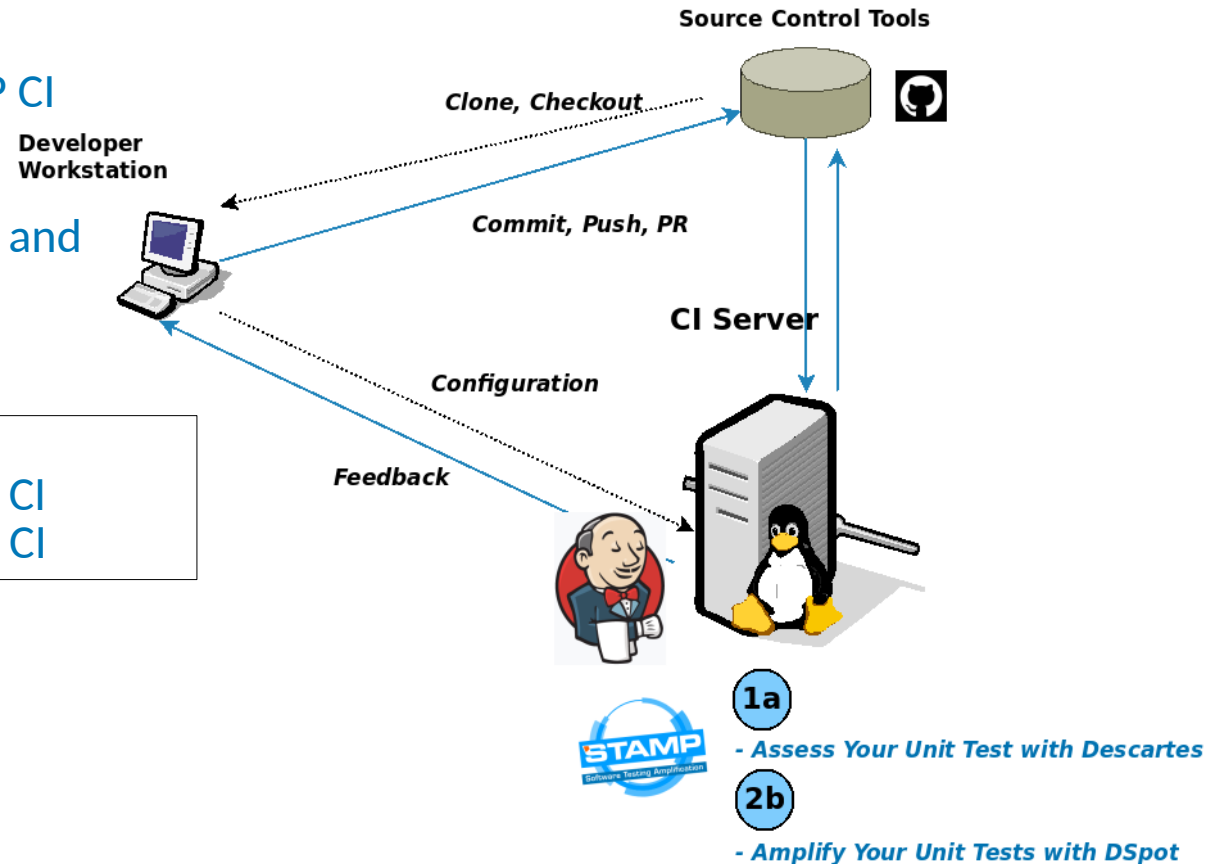 Source Control Tools
P CI
Clone, Checkout
Developer
Workstation
and
Commit, Push, PR
CI Server
Configuration
Feedback
CI
CI
1a
STAMP
Software Testing Amplification
- Assess Your Unit Test with Descartes
2b
- Amplify Your Unit Tests with DSpot